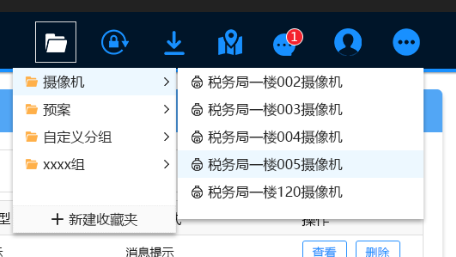 1
摄像机
预案
自定义分组
xxxx组
新建收藏夹
税务局一楼002摄像机
税务局一楼003摄像机
税务局一楼004摄像机
税务局一楼005摄像机
税务局一楼120摄像机
型
操作
消息提示
查看 删除